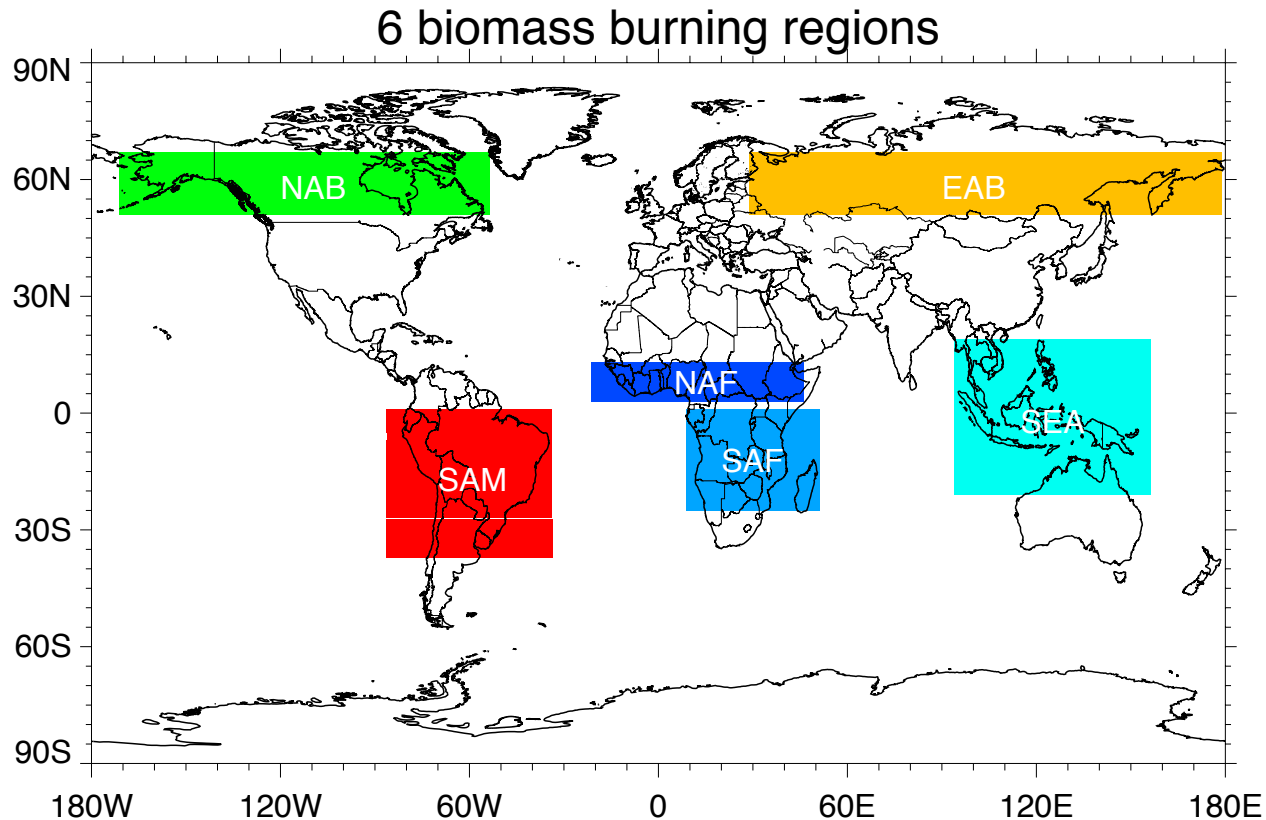 6 biomass burning regions
90N
60N
30N
0
30S
60S
90S
NAB
EAB
NAF
SAM
SAF
SEA
180W
120W
60W
0
60E
120E
180E